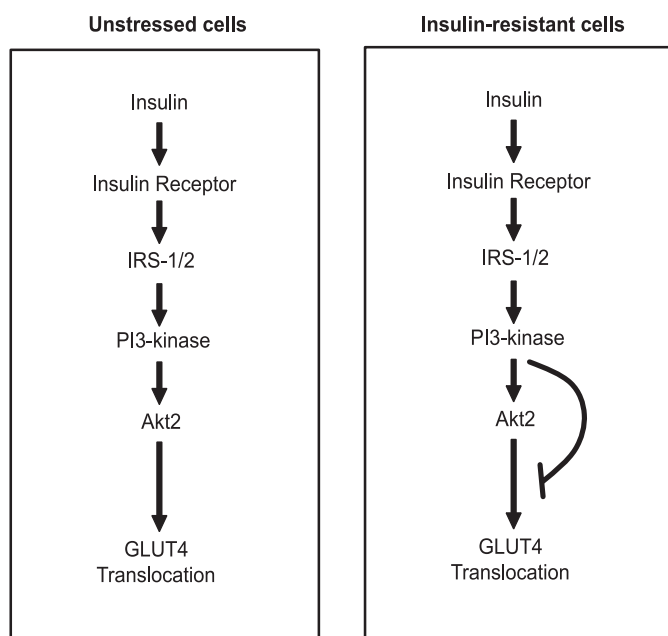 Unstressed cells
Insulin
Insulin Receptor
IRS-1/2
PI3-kinase
Akt2
GLUT4
Translocation
Insulin-resistant cells
Insulin
Insulin Receptor
IRS-1/2
PI3-kinase
Akt2
GLUT4
Translocation